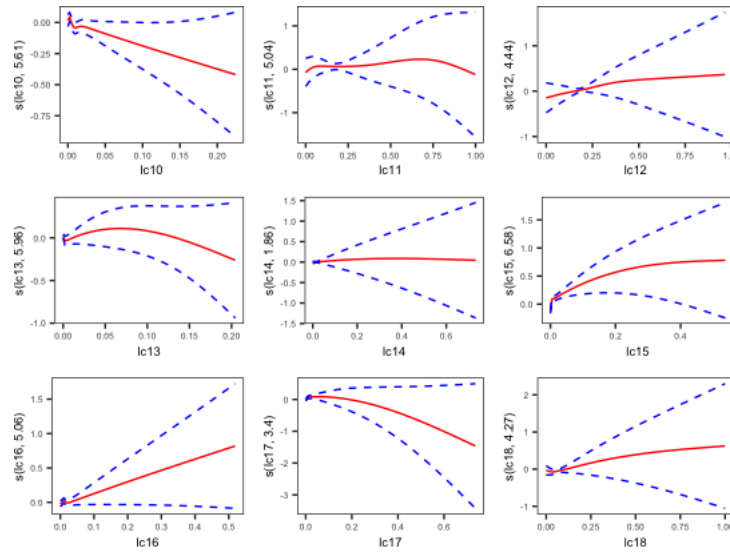 s(lc10, 5.61)
0.00
-0.25
-0.50
-0.75
0.00 0.05 0.10 0.15 0.20
lc10
s(lc11, 5.04)
1
0
-1
0.00 0.25 0.50 0.75 1.00
lc11
s(lc12, 4.44)
1
0
-1
0.00 0.25 0.50 0.75 1.0
lc12
s(lc13, 5.96)
0.0
-0.5
-1.0
0.00 0.05 0.10 0.15 0.20
lc13
s(lc14, 1.86)
1.5
1.0
0.5
0.0
-0.5
-1.0
-1.5
0.0 0.2 0.4 0.6
lc14
s(lc15, 6.58)
1.5
1.0
0.5
0.0
0.0 0.2 0.4
lc15
s(lc16, 5.06)
1.5
1.0
0.5
0.0
0.0 0.1 0.2 0.3 0.4 0.5
lc16
s(lc17, 3.4)
0
-1
-2
-3
0.0 0.2 0.4 0.6
lc17
s(lc18, 4.27)
2
1
0
-1
0.00 0.25 0.50 0.75 1.00
lc18